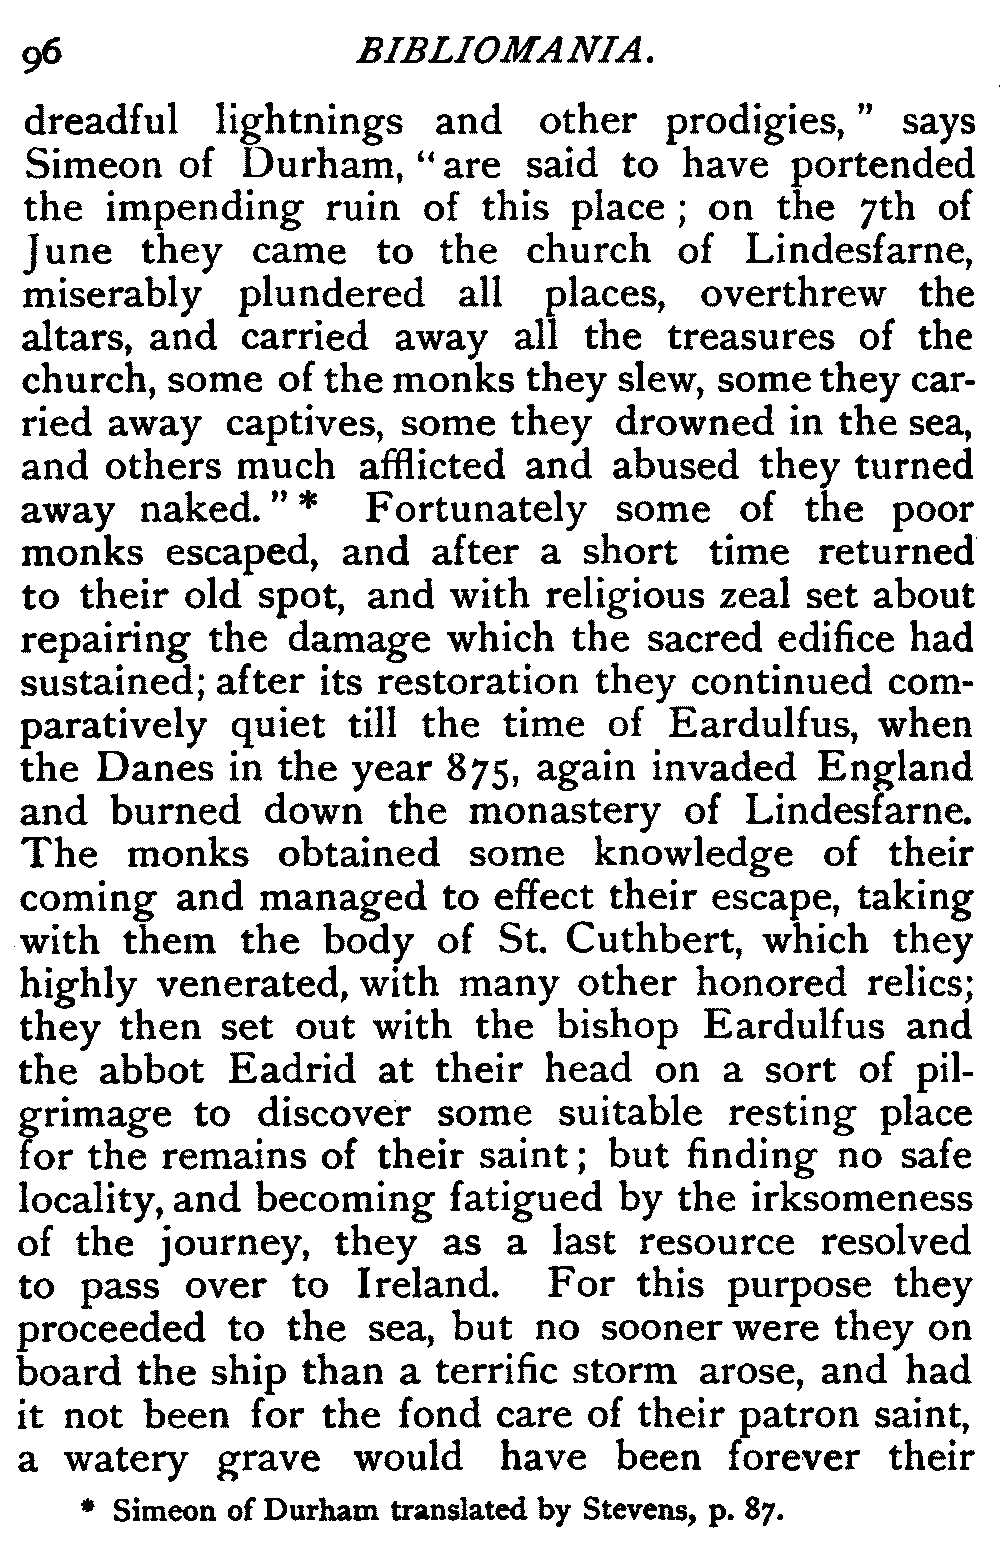 96 BIBLIOMANIA.
dreadful lightnings and other prodigies," says
Simeon of Durham, "are said to have portended
the impending ruin of this place; on the 7th of
June they came to the church of Lindesfarne,
miserably plundered all places, overthrew the
altars, and carried away all the treasures of the
church, some of the monks they slew, some they car-
ried away captives, some they drowned in the sea,
and others much afflicted and abused they turned
away naked."* Fortunately some of the poor
monks escaped, and after a short time returned
to their old spot, and with religious zeal set about
repairing the damage which the sacred edifice had
sustained; after its restoration they continued com-
paratively quiet till the time of Eardulfus, when
the Danes in the year 875, again invaded England
and burned down the monastery of Lindesfarne.
The monks obtained some knowledge of their
coming and managed to effect their escape, taking
with them the body of St. Cuthbert, which they
highly venerated, with many other honored relics;
they then set out with the bishop Eardulfus and
the abbot Eadrid at their head on a sort of pil-
grimage to discover some suitable resting place
for the remains of their saint; but finding no safe
locality, and becoming fatigued by the irksomeness
of the journey, they as a last resource resolved
to pass over to Ireland. For this purpose they
proceeded to the sea, but no sooner were they on
board the ship than a terrific storm arose, and had
it not been for the fond care of their patron saint,
a watery grave would have been forever their
* Simeon of Durham translated by Stevens, p. 87.